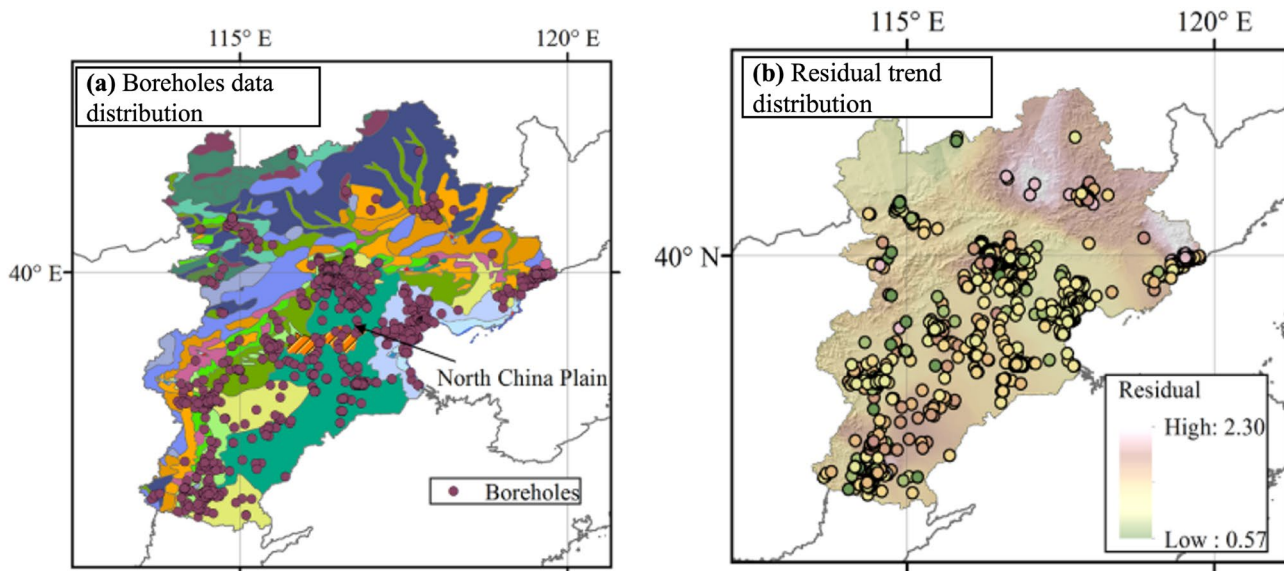 115° E
120° E
(a) Boreholes data
distribution
40° E
North China Plain
Boreholes
115° E
120° E
(b) Residual trend
distribution
40° N
Residual
High: 2.30
Low : 0.57